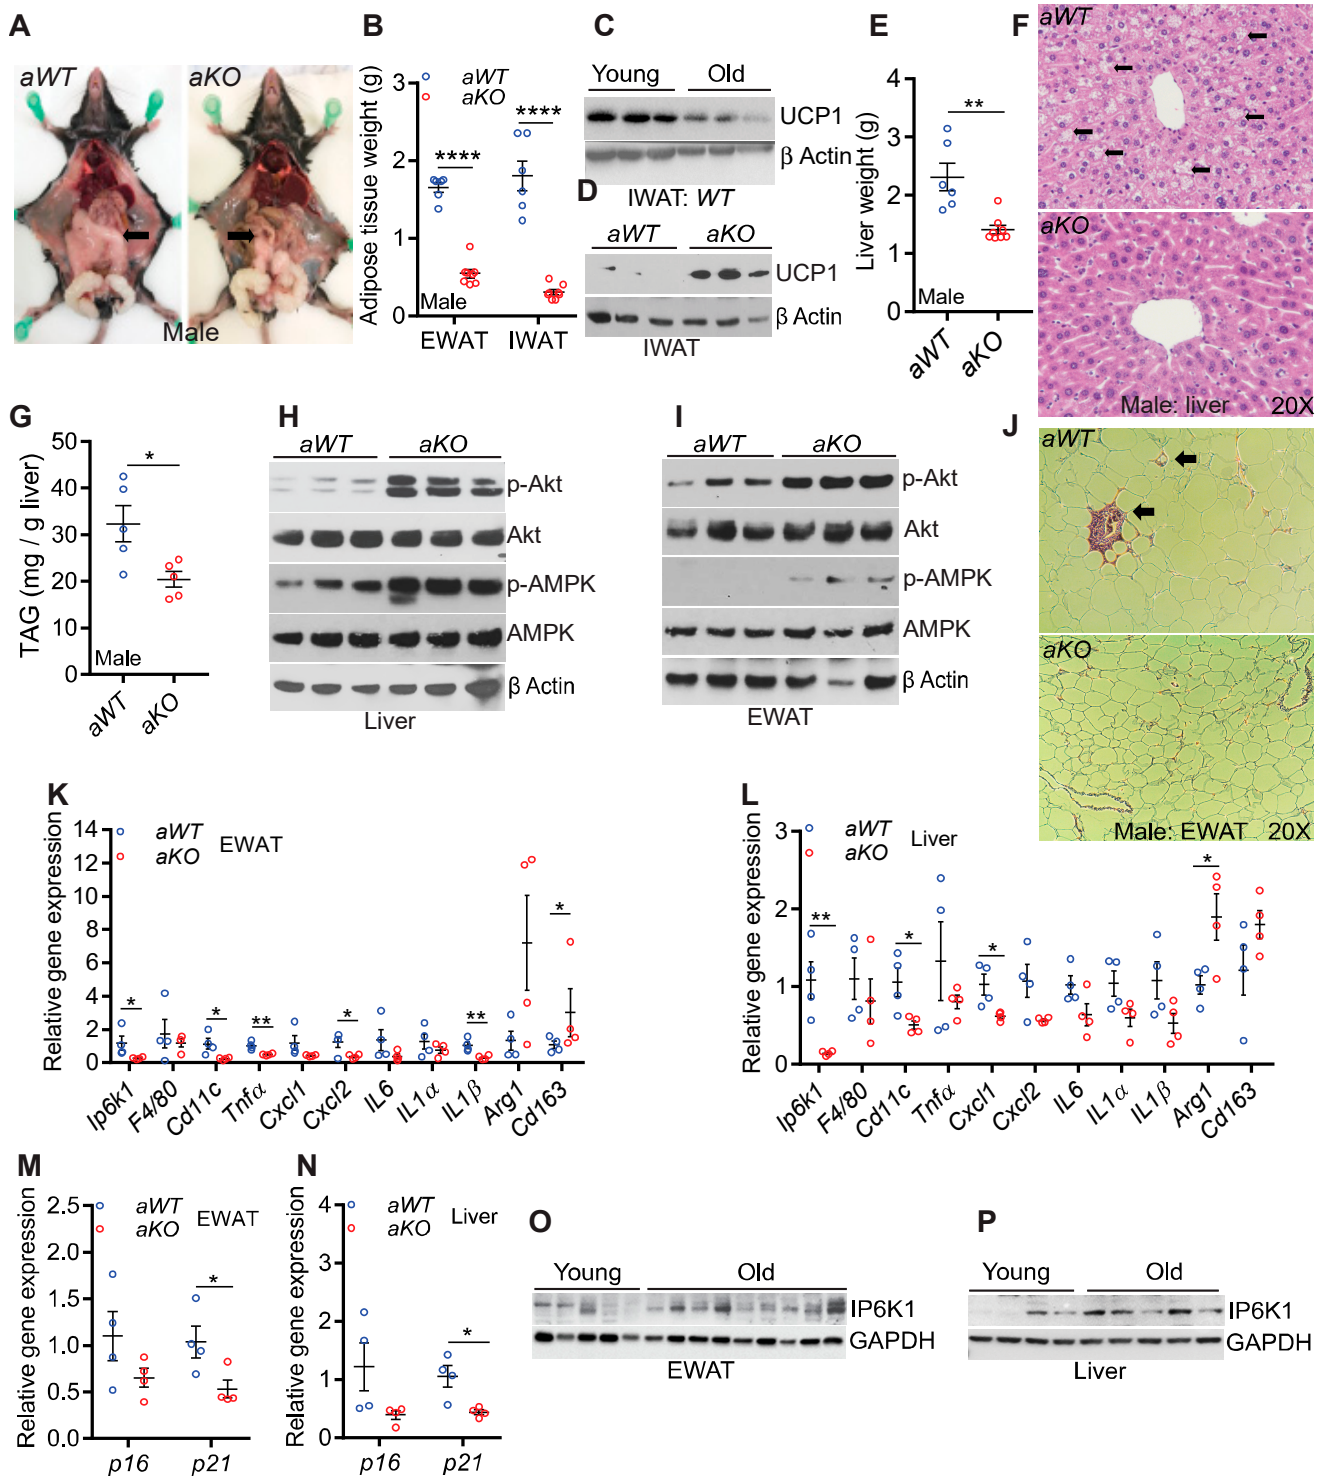 A
aWT
aKO
Male
B
Adipose tissue weight (g)
3
2
1
0
aWT
aKO
****
****
Male
EWAT
IWAT
C
Young
Old
UCP1
β Actin
IWAT: WT
D
aWT
aKO
UCP1
β Actin
IWAT
E
Liver weight (g)
4
3
2
1
0
**
Male
aWT
aKO
F
aWT
aKO
Male: liver
20X
G
TAG (mg / g liver)
50
40
30
20
10
0
*
Male
aWT
aKO
H
aWT
aKO
p-Akt
Akt
p-AMPK
AMPK
β Actin
Liver
I
aWT
aKO
p-Akt
Akt
p-AMPK
AMPK
β Actin
EWAT
J
aWT
aKO
Male: EWAT
20X
K
Relative gene expression
14
12
10
8
6
4
2
0
aWT
aKO
EWAT
*
*
**
*
**
*
Ip6k1
F4/80
Cd11c
Tnfα
Cxcl1
Cxcl2
IL6
IL1α
IL1β
Arg1
Cd163
L
Relative gene expression
3
2
1
0
aWT
aKO
Liver
**
*
*
*
Ip6k1
F4/80
Cd11c
Tnfα
Cxcl1
Cxcl2
IL6
IL1α
IL1β
Arg1
Cd163
M
Relative gene expression
2.5
2.0
1.5
1.0
0.5
0.0
aWT
aKO
EWAT
*
p16
p21
N
Relative gene expression
4
3
2
1
0
aWT
aKO
Liver
*
p16
p21
O
Young
Old
IP6K1
GAPDH
EWAT
P
Young
Old
IP6K1
GAPDH
Liver